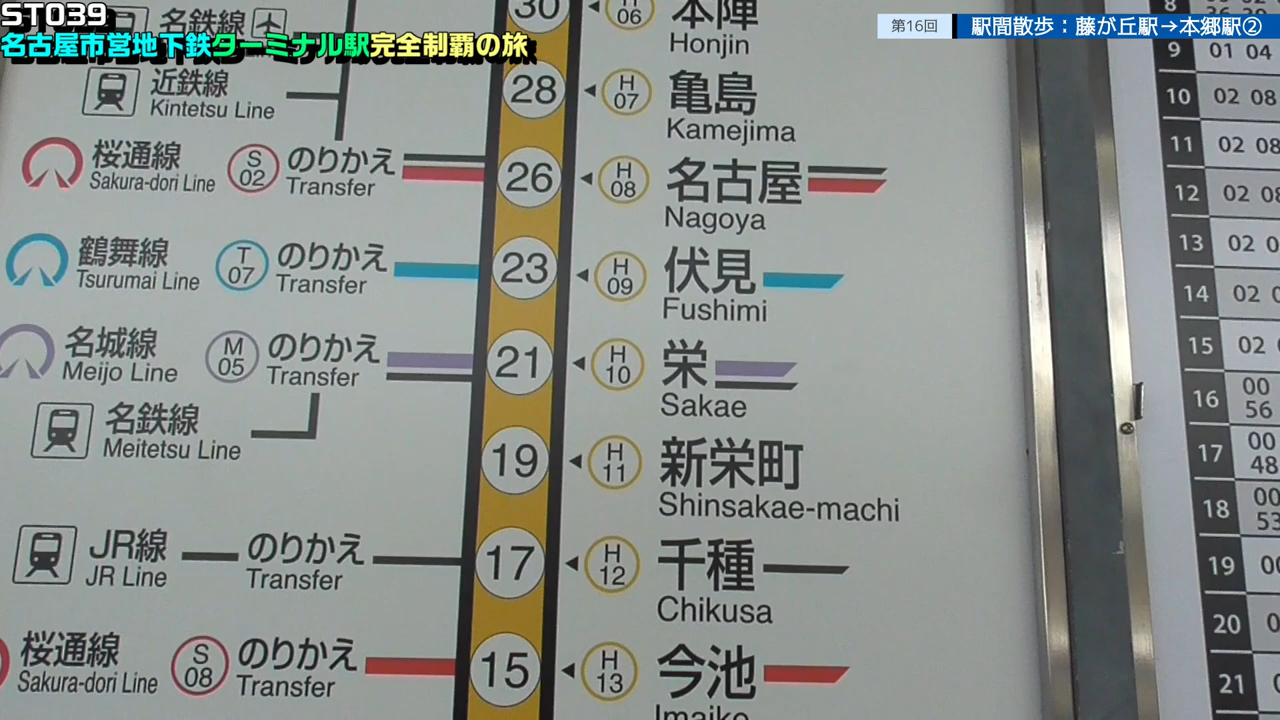 ST039
名古屋市営地下鉄ターミナル駅完全制覇の旅
第16回
駅間散歩：藤が丘駅→本郷駅②
名鉄線
近鉄線
Kintetsu Line
桜通線
Sakura-dori Line
S
02
のりかえ
Transfer
鶴舞線
Tsurumai Line
T
07
のりかえ
Transfer
名城線
Meijo Line
M
05
のりかえ
Transfer
名鉄線
Meitetsu Line
JR線
JR Line
のりかえ
Transfer
桜通線
Sakura-dori Line
S
08
のりかえ
Transfer
30
06
本陣
Honjin
28
H
07
亀島
Kamejima
26
H
08
名古屋
Nagoya
23
H
09
伏見
Fushimi
21
H
10
栄
Sakae
19
H
11
新栄町
Shinsakae-machi
17
H
12
千種
Chikusa
15
H
13
今池
Imaike
8
9 01 04
10 02 08
11 02 08
12 02 08
13 02
14 02
15 02
16 00
56
17 00
48
18 00
53
19
20
21